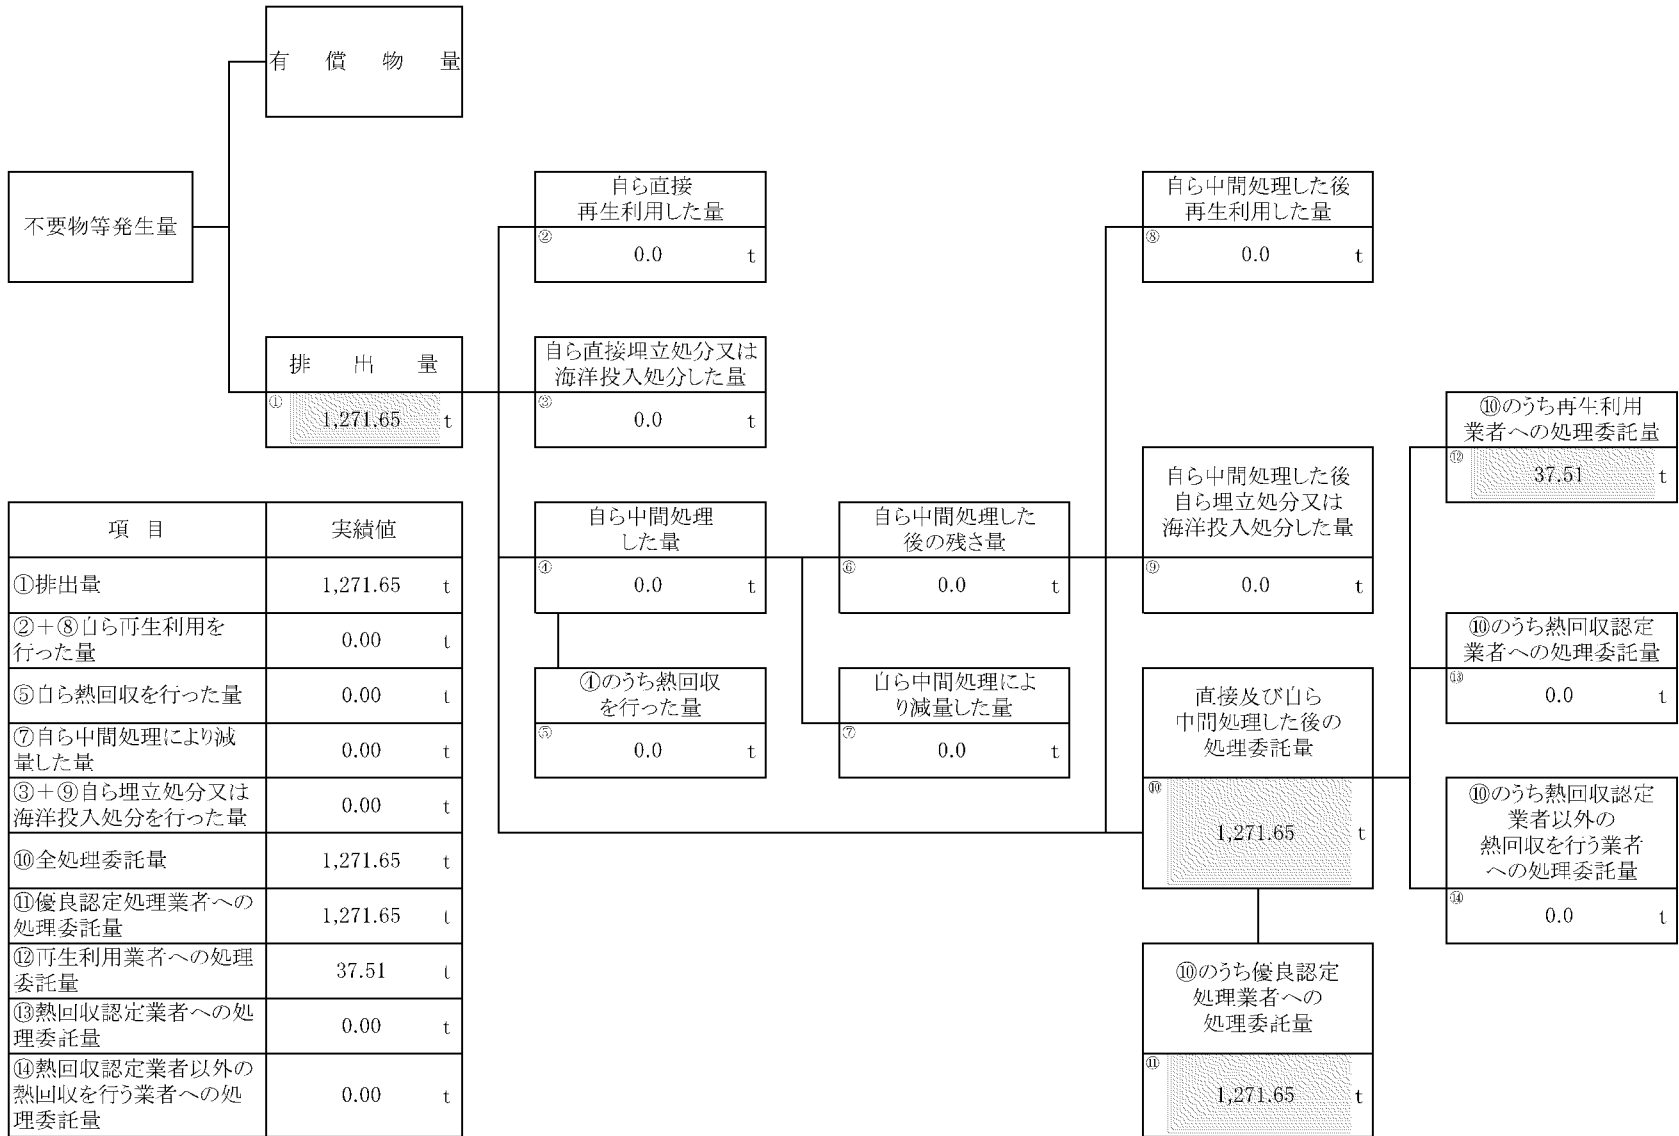 有 償 物 量
不要物等発生量
排 出 量
① 1,271.65 t
自ら直接
再生利用した量
② 0.0 t
自ら直接埋立処分又は
海洋投入処分した量
③ 0.0 t
自ら中間処理
した量
④ 0.0 t
④のうち熱回収
を行った量
⑤ 0.0 t
自ら中間処理した
後の残さ量
⑥ 0.0 t
自ら中間処理によ
り減量した量
⑦ 0.0 t
自ら中間処理した後
再生利用した量
⑧ 0.0 t
自ら中間処理した後
自ら埋立処分又は
海洋投入処分した量
⑨ 0.0 t
直接及び自ら
中間処理した後の
処理委託量
⑩ 1,271.65 t
⑩のうち優良認定
処理業者への
処理委託量
⑪ 1,271.65 t
⑩のうち再生利用
業者への処理委託量
⑫ 37.51 t
⑩のうち熱回収認定
業者への処理委託量
⑬ 0.0 t
⑩のうち熱回収認定
業者以外の
熱回収を行う業者
への処理委託量
⑭ 0.0 t
項 目 実績値
①排出量 1,271.65 t
②＋⑧自ら再生利用を
行った量 0.00 t
⑤自ら熱回収を行った量 0.00 t
⑦自ら中間処理により減
量した量 0.00 t
③＋⑨自ら埋立処分又は
海洋投入処分を行った量 0.00 t
⑩全処理委託量 1,271.65 t
⑪優良認定処理業者への
処理委託量 1,271.65 t
⑫再生利用業者への処理
委託量 37.51 t
⑬熱回収認定業者への処
理委託量 0.00 t
⑭熱回収認定業者以外の
熱回収を行う業者への処
理委託量 0.00 t